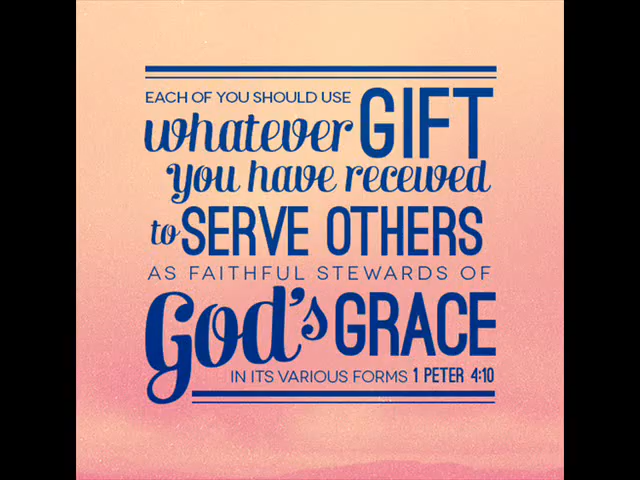 EACH OF YOU SHOULD USE
whatever GIFT
you have received
to SERVE OTHERS
AS FAITHFUL STEWARDS OF
God's GRACE
IN ITS VARIOUS FORMS 1 PETER 4:10